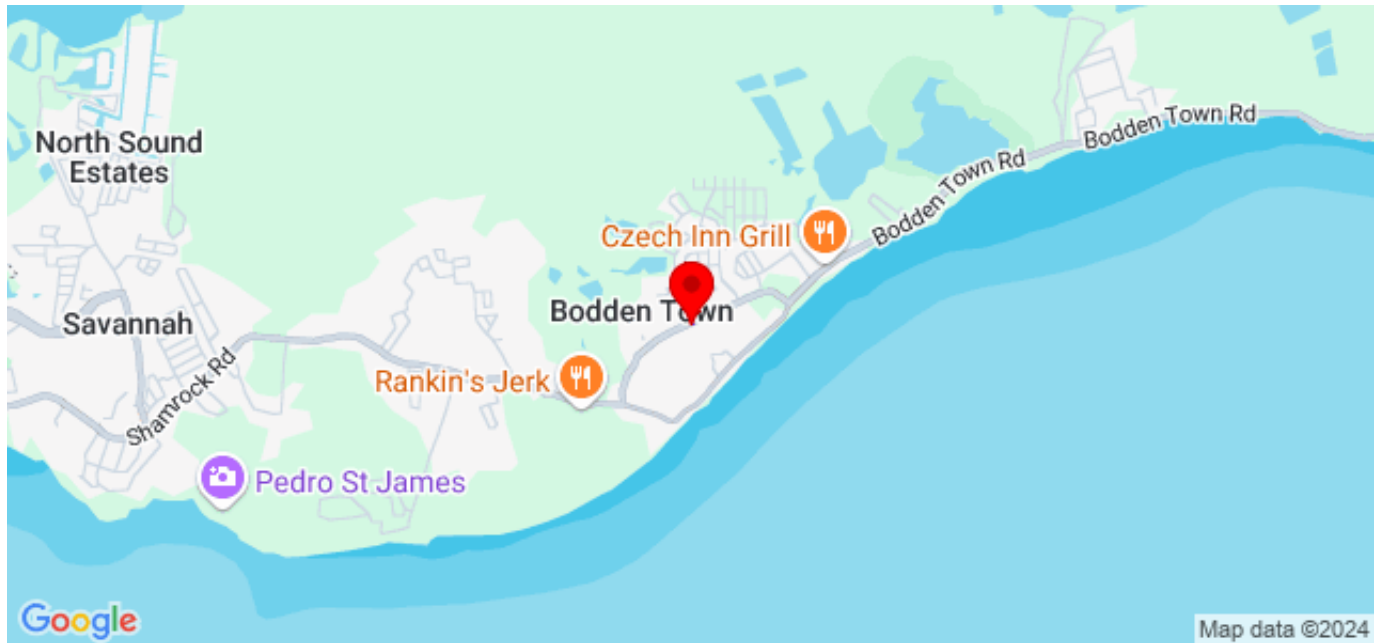 North Sound
Estates
Bodden Town Rd
Bodden Town Rd
Czech Inn Grill
Bodden Town
Savannah
Rankin's Jerk
Shamrock Rd
Pedro St James
Google
Map data ©2024